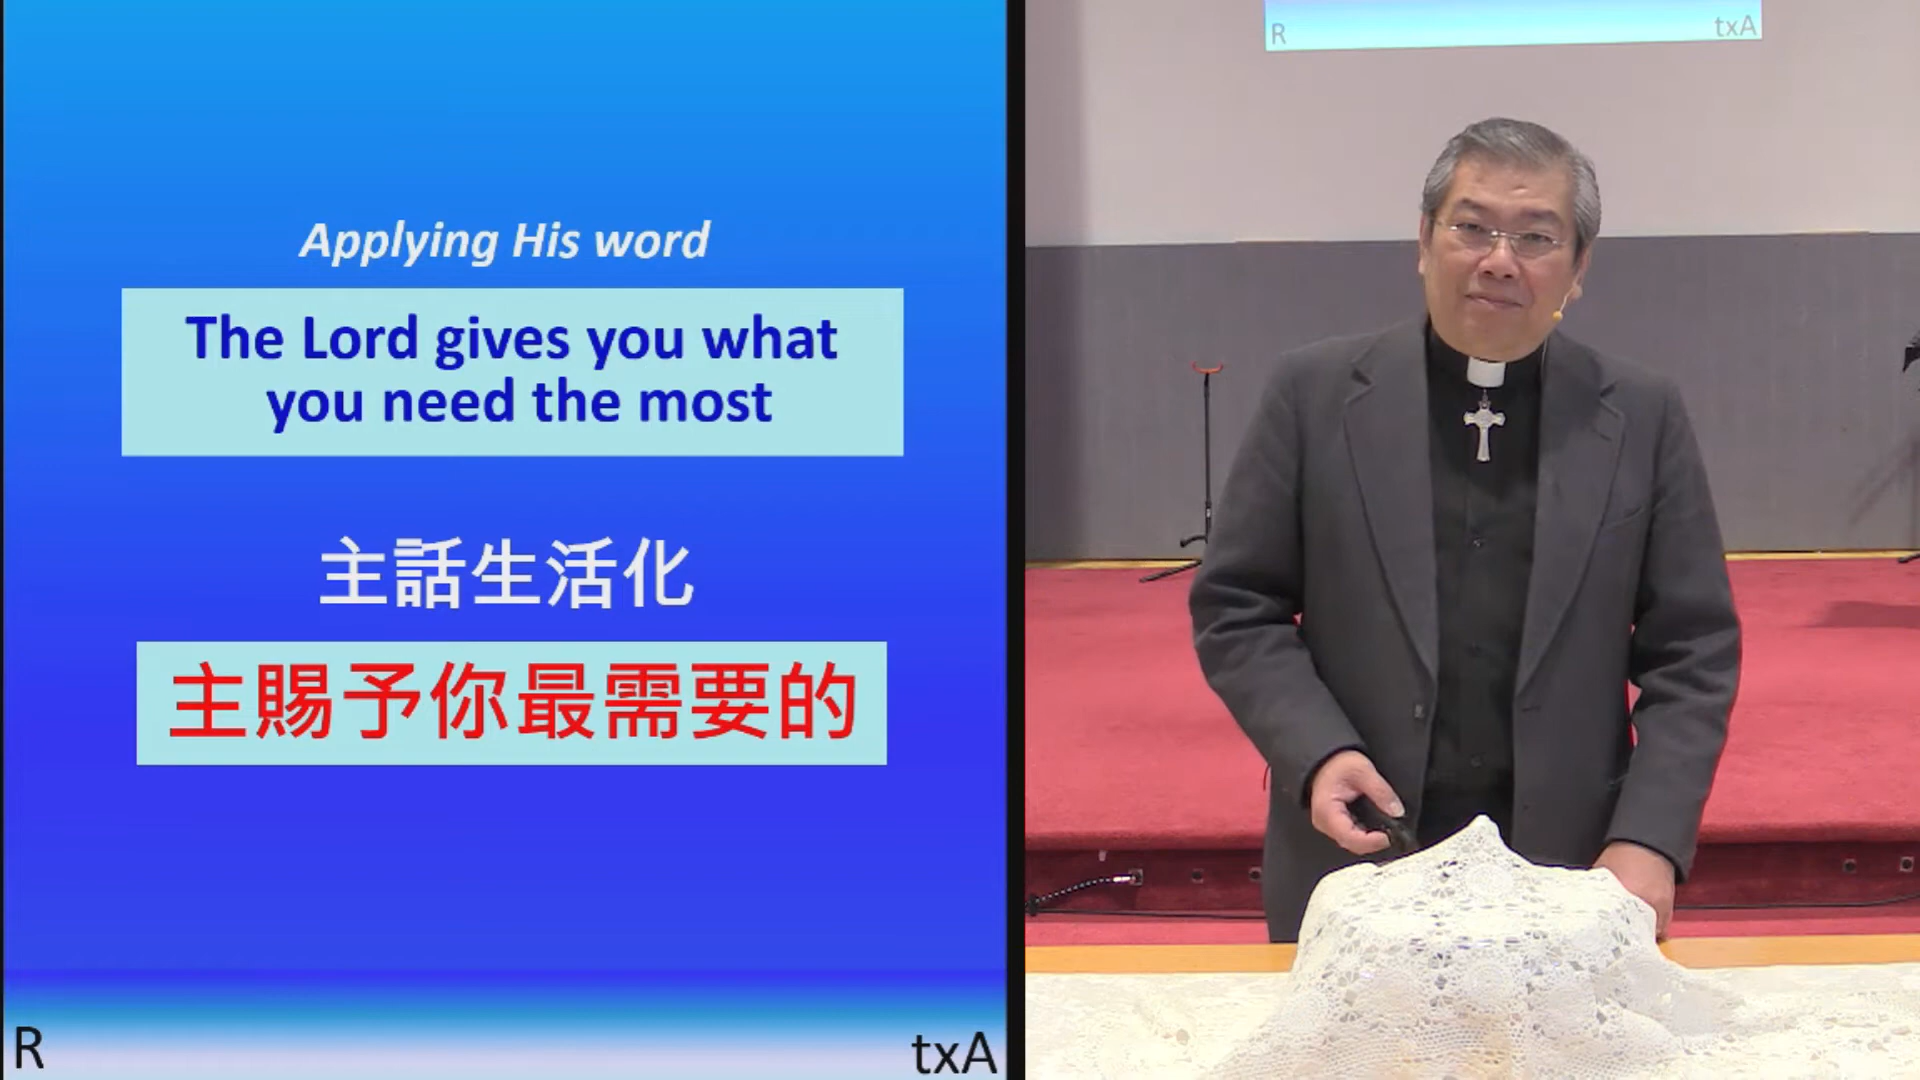 Applying His word
The Lord gives you what
you need the most
主話生活化
主賜予你最需要的
R
txA
R
txA